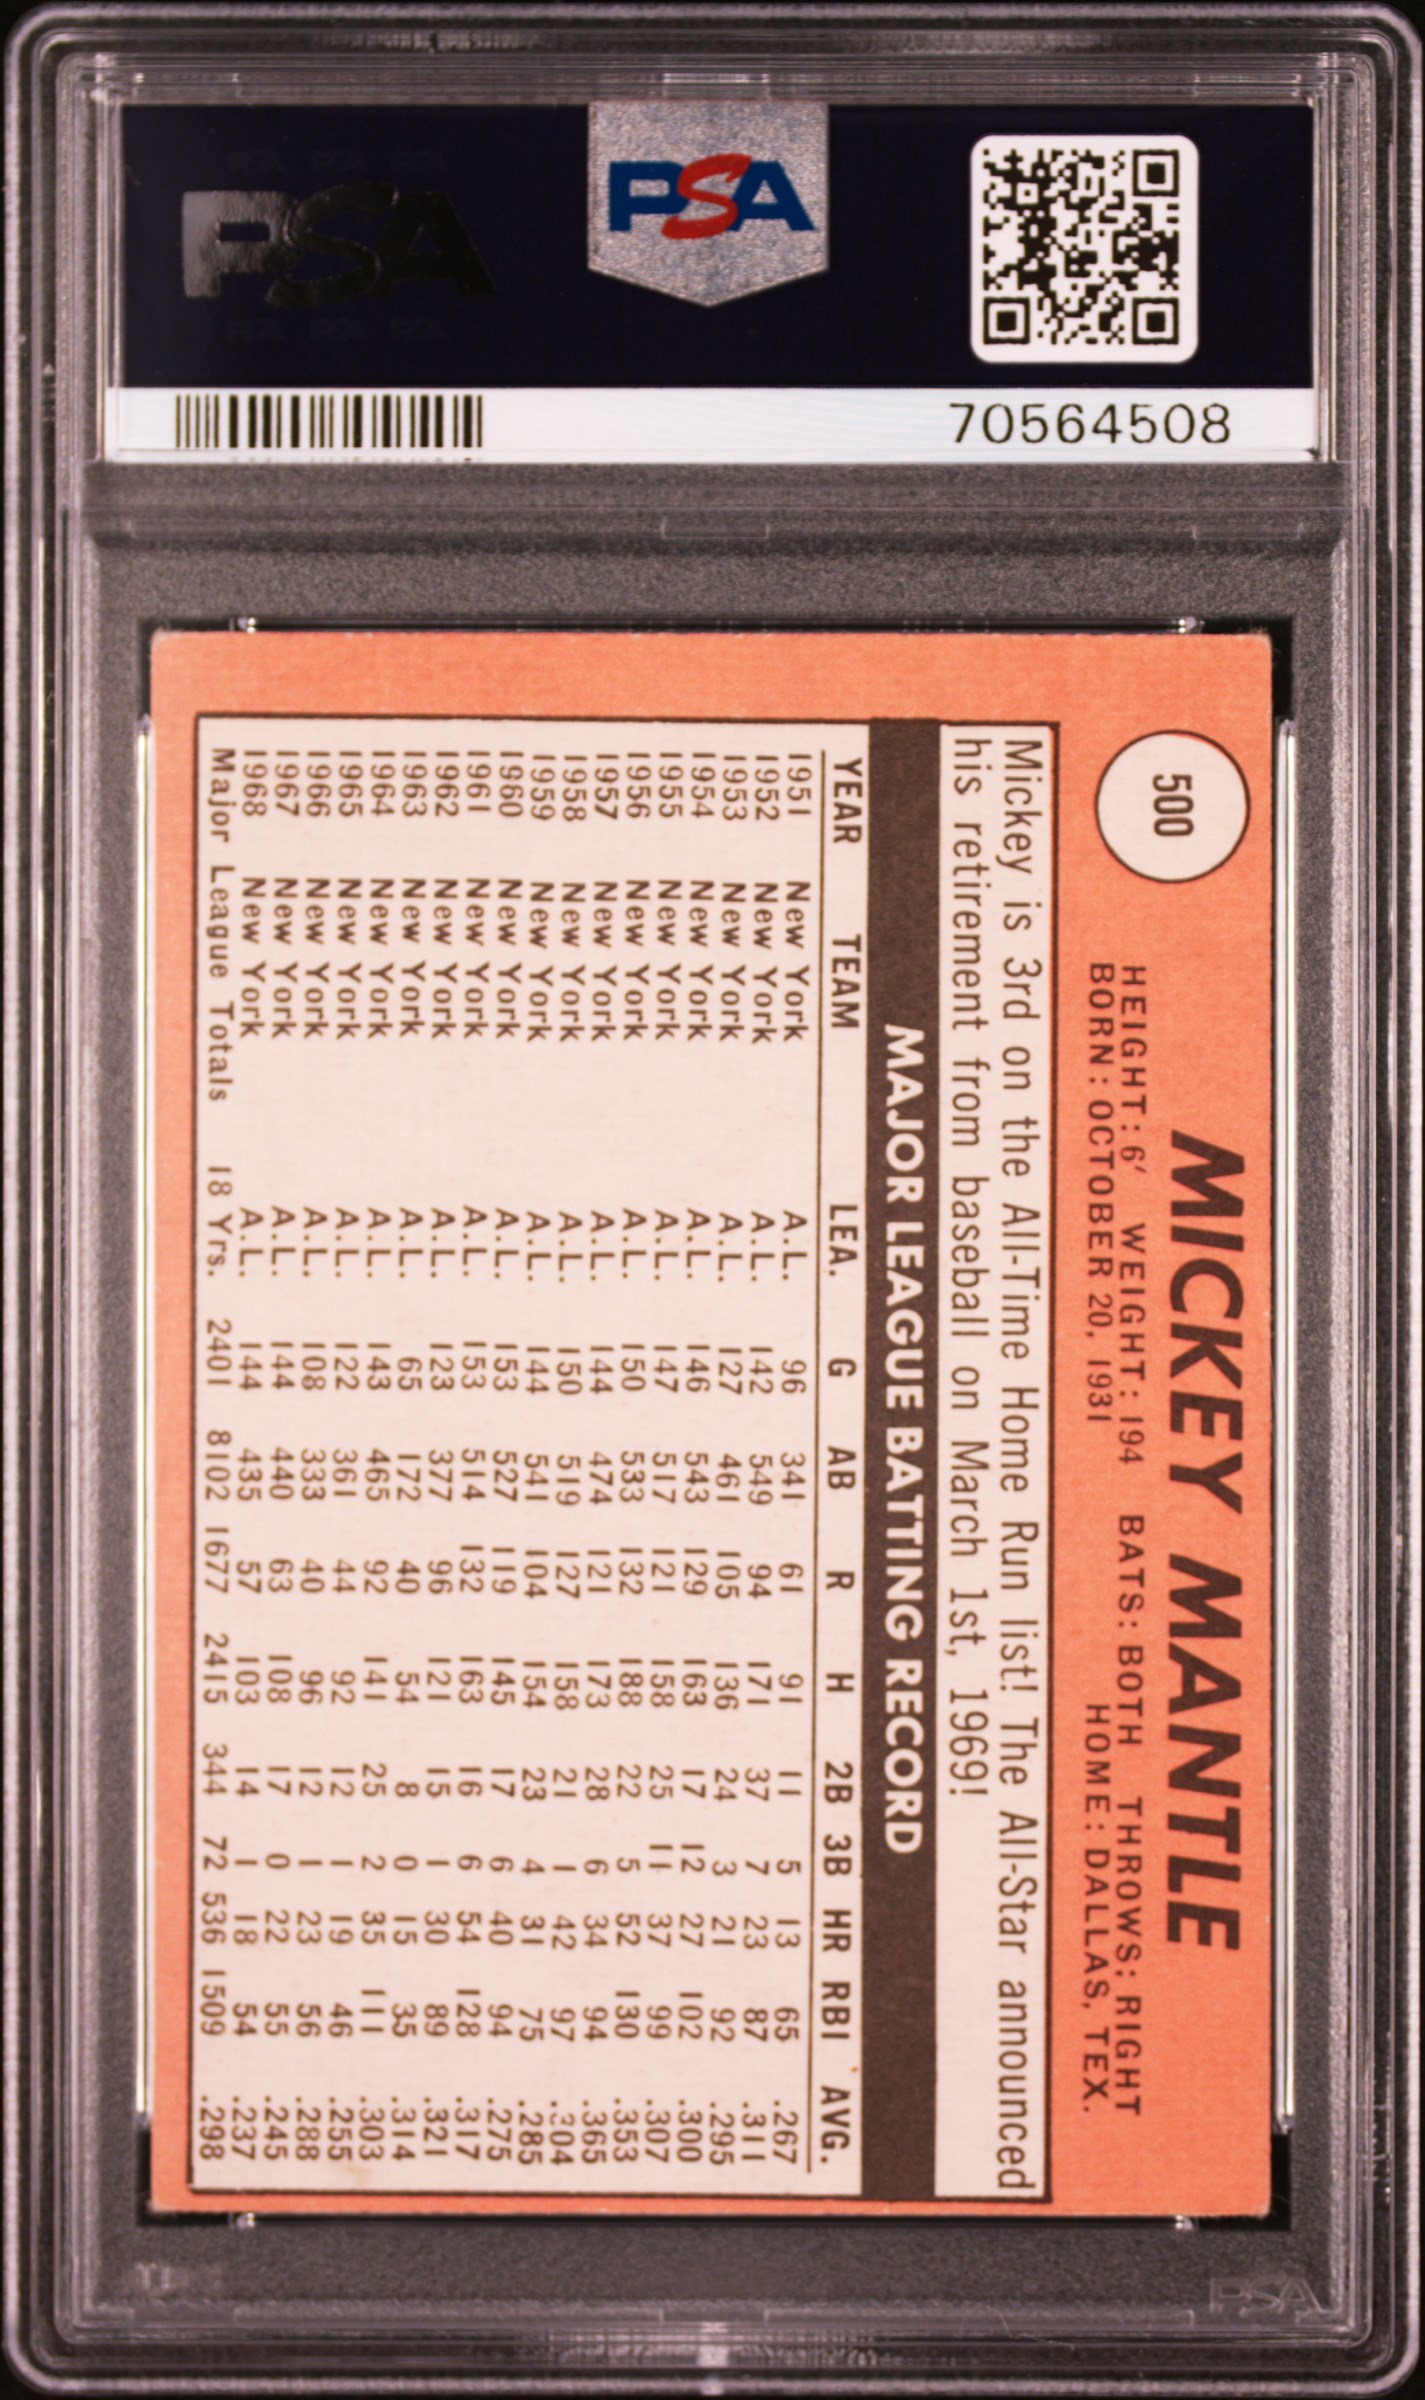 PSA
PSA
70564508
500
MICKEY MANTLE
HEIGHT: 6' WEIGHT: 194 BATS: BOTH THROWS: RIGHT
BORN: OCTOBER 20, 1931 HOME: DALLAS, TEX.
Mickey is 3rd on the All-Time Home Run list! The All-Star announced
his retirement from baseball on March 1st, 1969!
MAJOR LEAGUE BATTING RECORD
YEAR TEAM LEA. G AB R H 2B 3B HR RBI AVG.
1951 New York A.L. 96 341 61 91 11 5 13 65 .267
1952 New York A.L. 142 549 94 171 37 7 23 87 .311
1953 New York A.L. 127 461 105 136 24 3 21 92 .295
1954 New York A.L. 146 543 129 163 17 12 27 102 .300
1955 New York A.L. 147 517 121 158 25 11 37 99 .307
1956 New York A.L. 150 533 132 188 22 5 52 130 .353
1957 New York A.L. 144 474 121 173 28 6 34 94 .365
1958 New York A.L. 150 519 127 158 21 1 42 97 .304
1959 New York A.L. 144 541 104 154 23 4 31 75 .285
1960 New York A.L. 153 527 119 145 17 6 40 94 .275
1961 New York A.L. 153 514 132 163 16 6 54 128 .317
1962 New York A.L. 123 377 96 121 15 1 30 89 .321
1963 New York A.L. 65 172 40 54 8 0 15 35 .314
1964 New York A.L. 143 465 92 141 25 2 35 111 .303
1965 New York A.L. 122 361 44 92 12 1 19 46 .255
1966 New York A.L. 108 333 40 96 12 1 23 56 .288
1967 New York A.L. 144 440 63 108 17 0 22 55 .245
1968 New York A.L. 144 435 57 103 14 1 18 54 .237
Major League Totals 18 Yrs. 2401 8102 1677 2415 344 72 536 1509 .298
PSA